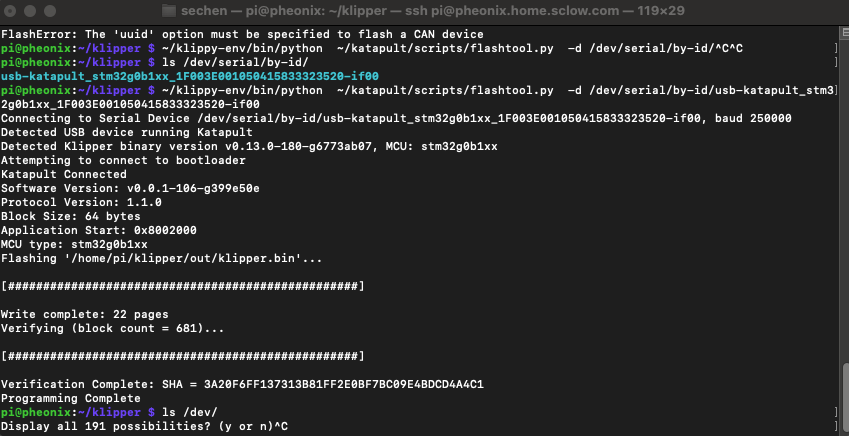 sechen — pi@pheonix: ~/klipper — ssh pi@pheonix.home.sclow.com — 119×29
FlashError: The 'uuid' option must be specified to flash a CAN device
pi@pheonix:~/klipper $ ~/klippy-env/bin/python  ~/katapult/scripts/flashtool.py  -d /dev/serial/by-id/^C^C
pi@pheonix:~/klipper $ ls /dev/serial/by-id/
usb-katapult_stm32g0b1xx_1F003E001050415833323520-if00
pi@pheonix:~/klipper $ ~/klippy-env/bin/python  ~/katapult/scripts/flashtool.py  -d /dev/serial/by-id/usb-katapult_stm3
2g0b1xx_1F003E001050415833323520-if00
Connecting to Serial Device /dev/serial/by-id/usb-katapult_stm32g0b1xx_1F003E001050415833323520-if00, baud 250000
Detected USB device running Katapult
Detected Klipper binary version v0.13.0-180-g6773ab07, MCU: stm32g0b1xx
Attempting to connect to bootloader
Katapult Connected
Software Version: v0.0.1-106-g399e50e
Protocol Version: 1.1.0
Block Size: 64 bytes
Application Start: 0x8002000
MCU type: stm32g0b1xx
Flashing '/home/pi/klipper/out/klipper.bin'...
[##################################################]
Write complete: 22 pages
Verifying (block count = 681)...
[##################################################]
Verification Complete: SHA = 3A20F6FF137313B81FF2E0BF7BC09E4BDCD4A4C1
Programming Complete
pi@pheonix:~/klipper $ ls /dev/
Display all 191 possibilities? (y or n)^C